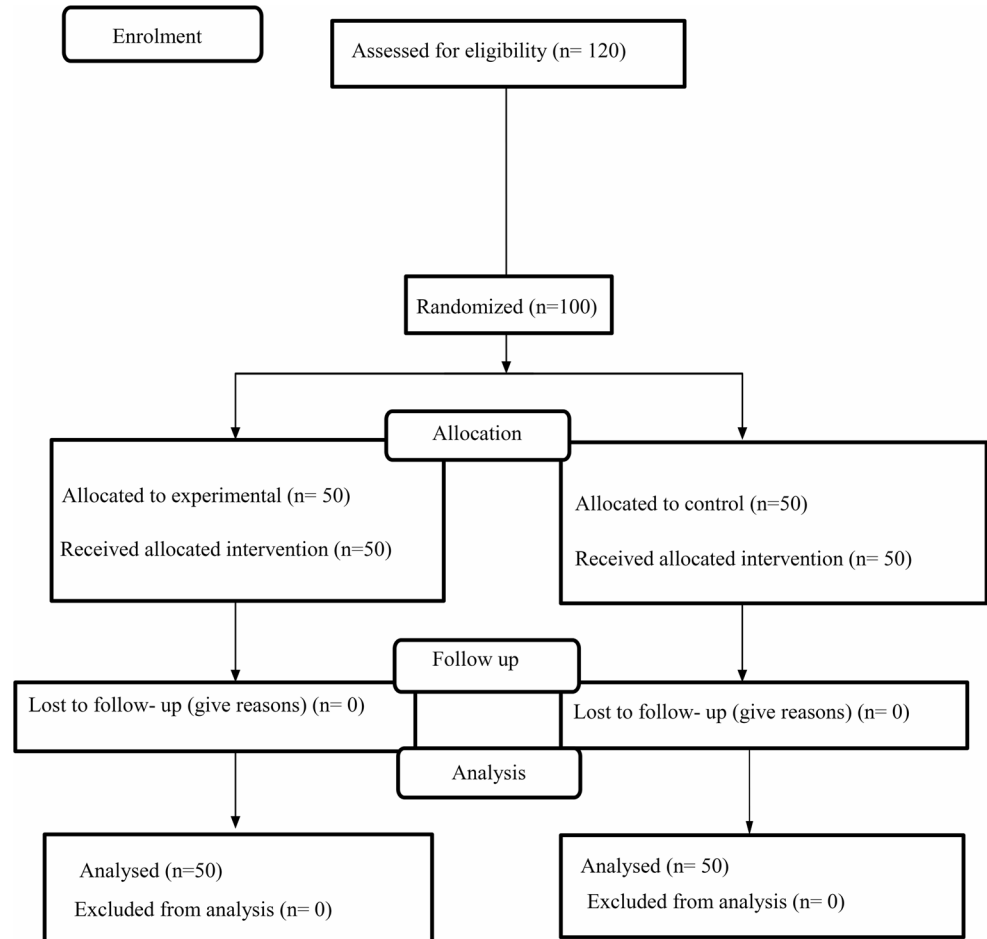 Enrolment
Assessed for eligibility (n= 120)
Randomized (n=100)
Allocation
Allocated to experimental (n= 50)
Received allocated intervention (n=50)
Allocated to control (n=50)
Received allocated intervention (n= 50)
Follow up
Lost to follow- up (give reasons) (n= 0)
Lost to follow- up (give reasons) (n= 0)
Analysis
Analysed (n=50)
Excluded from analysis (n= 0)
Analysed (n= 50)
Excluded from analysis (n= 0)